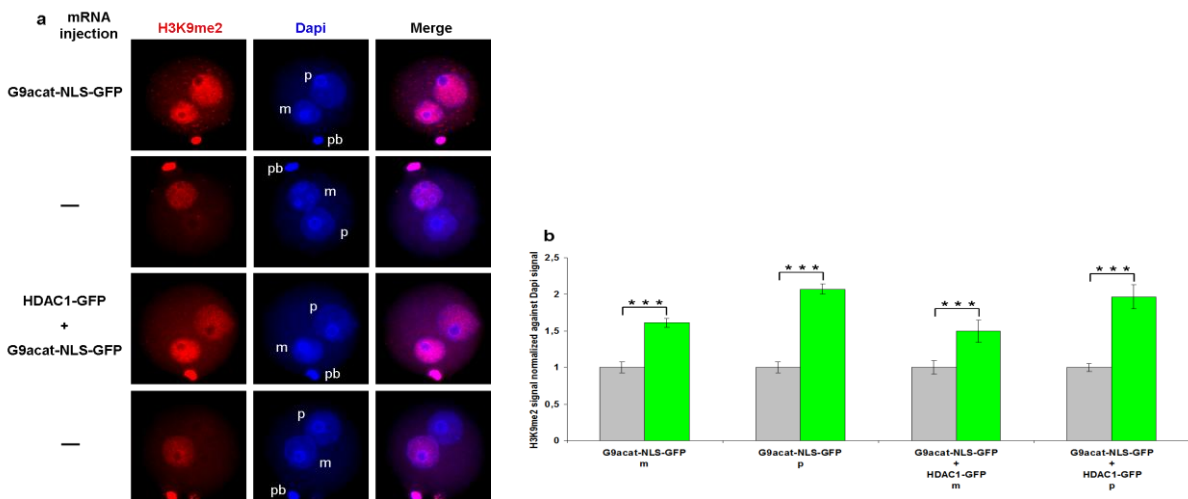 a
mRNA
injection
H3K9me2
Dapi
Merge
G9acat-NLS-GFP
p
m
pb
—
pb
m
p
HDAC1-GFP
+
G9acat-NLS-GFP
p
m
pb
—
p
m
pb
b
H3K9me2 signal normalized against Dapi signal
2,5
2
1,5
1
0,5
0
* * *
* * *
* * *
* * *
G9acat-NLS-GFP
m
G9acat-NLS-GFP
p
G9acat-NLS-GFP
+
HDAC1-GFP
m
G9acat-NLS-GFP
+
HDAC1-GFP
p